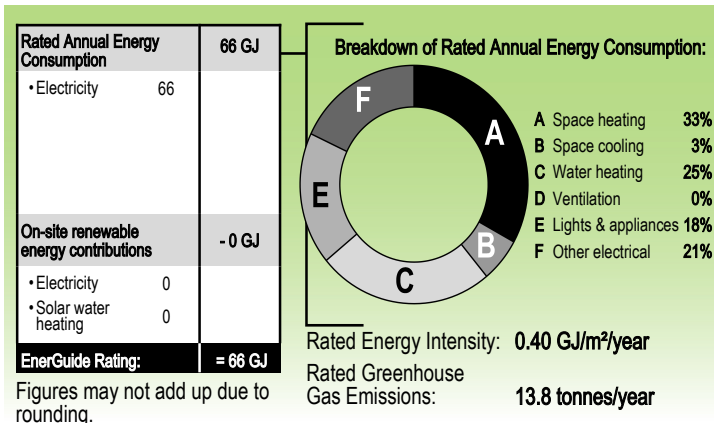 Rated Annual Energy
Consumption
66 GJ
• Electricity 66
On-site renewable
energy contributions
- 0 GJ
• Electricity 0
• Solar water
heating
0
EnerGuide Rating: = 66 GJ
Figures may not add up due to
rounding.
Breakdown of Rated Annual Energy Consumption:
A
B
C
E
F
A Space heating 33%
B Space cooling 3%
C Water heating 25%
D Ventilation 0%
E Lights & appliances 18%
F Other electrical 21%
Rated Energy Intensity: 0.40 GJ/m²/year
Rated Greenhouse
Gas Emissions: 13.8 tonnes/year